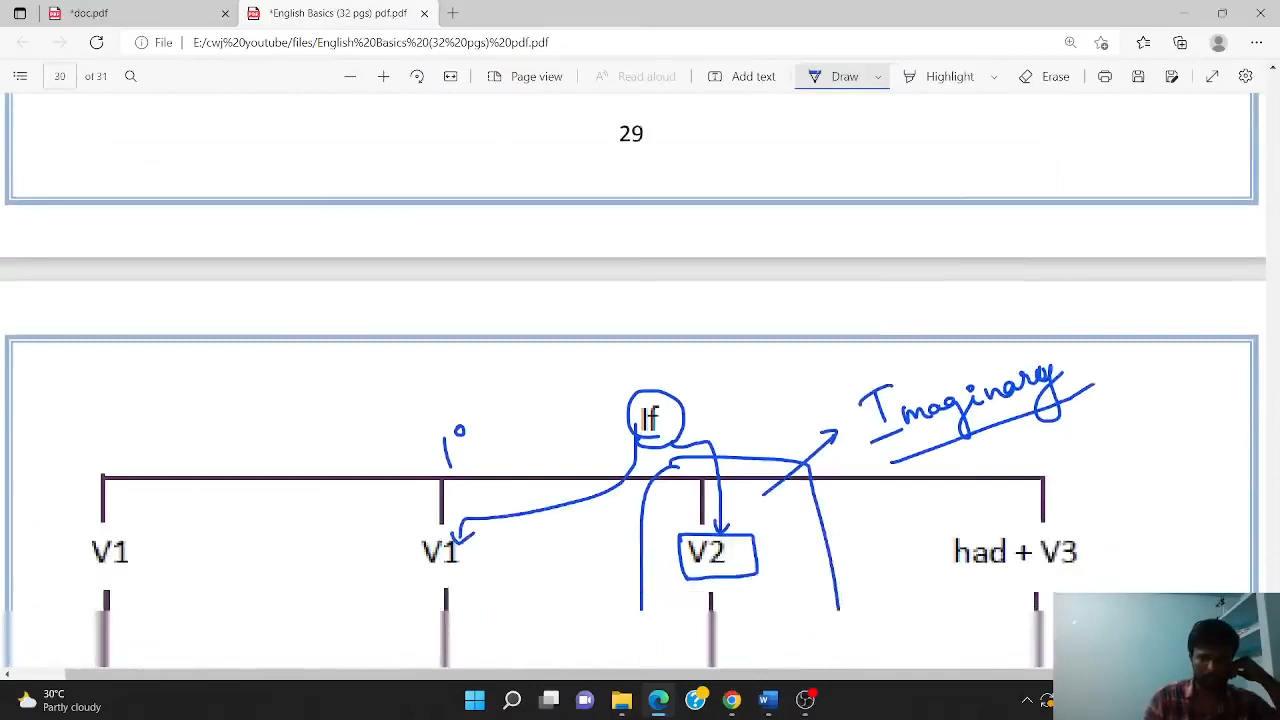 *doc.pdf
*English Basics (32 pgs) pdf.pdf
File
E:/cwj%20youtube/files/English%20Basics%20(32%20pgs)%20pdf.pdf
20 of 31
Page view
Read aloud
Add text
Draw
Highlight
Erase
29
Imaginary
If
1°
V1
V1
V2
had + V3
30°C
Partly cloudy